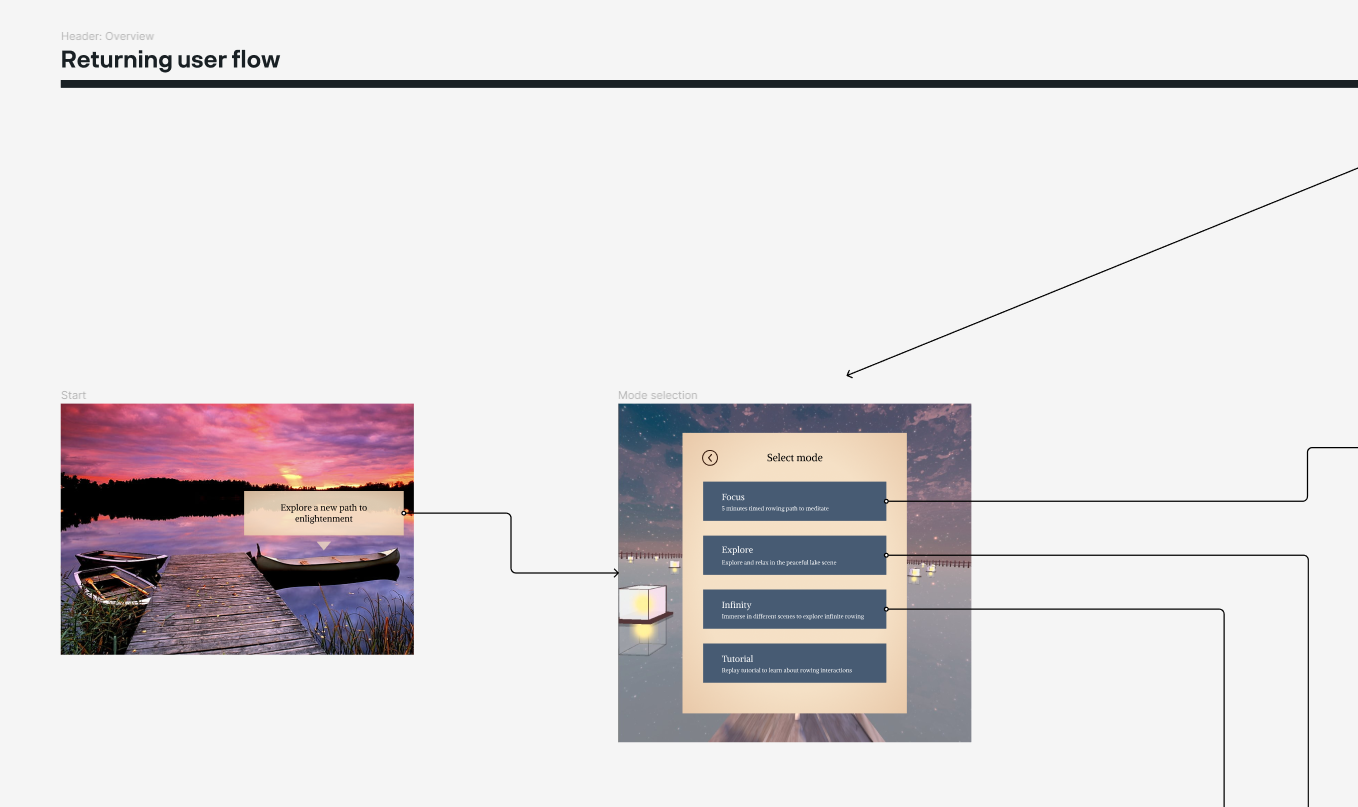 Header: Overview
Returning user flow
Start
Explore a new path to
enlightenment
Mode selection
Select mode
Focus
5 minutes timed rowing path to meditate
Explore
Explore and relax in the peaceful lake scene
Infinity
Immerse in different scenes to explore infinite rowing
Tutorial
Replay tutorial to learn about rowing interactions